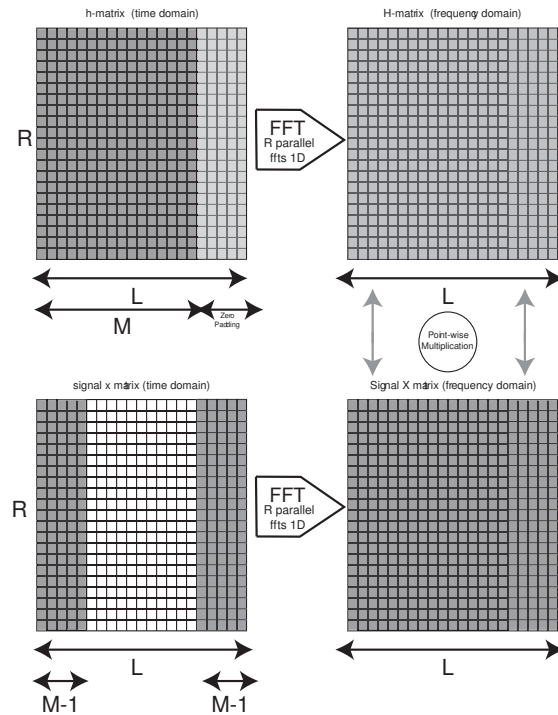 h-matrix (time domain)
H-matrix (frequency domain)
R
FFT
R parallel
ffts 1D
L
M
Zero
Padding
L
Point-wise
Multiplication
signal x matrix (time domain)
Signal X matrix (frequency domain)
R
FFT
R parallel
ffts 1D
L
L
M-1
M-1